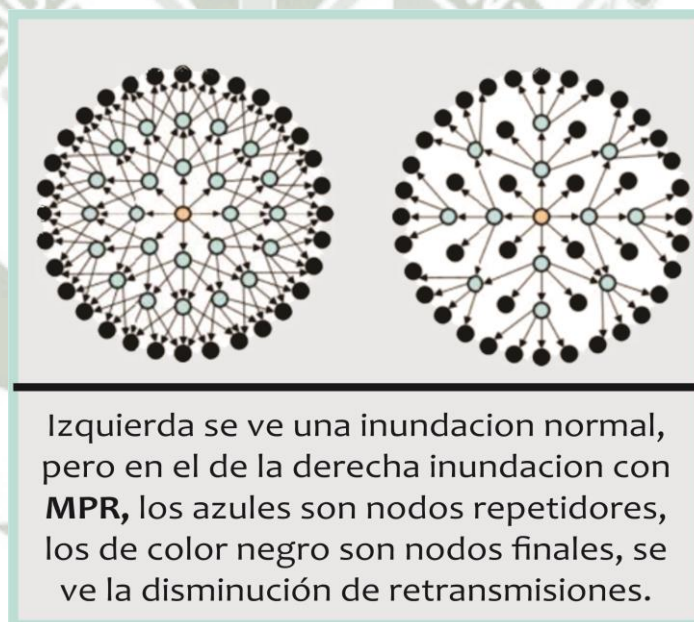 Izquierda se ve una inundacion normal,
pero en el de la derecha inundacion con
MPR, los azules son nodos repetidores,
los de color negro son nodos finales, se
ve la disminución de retransmisiones.